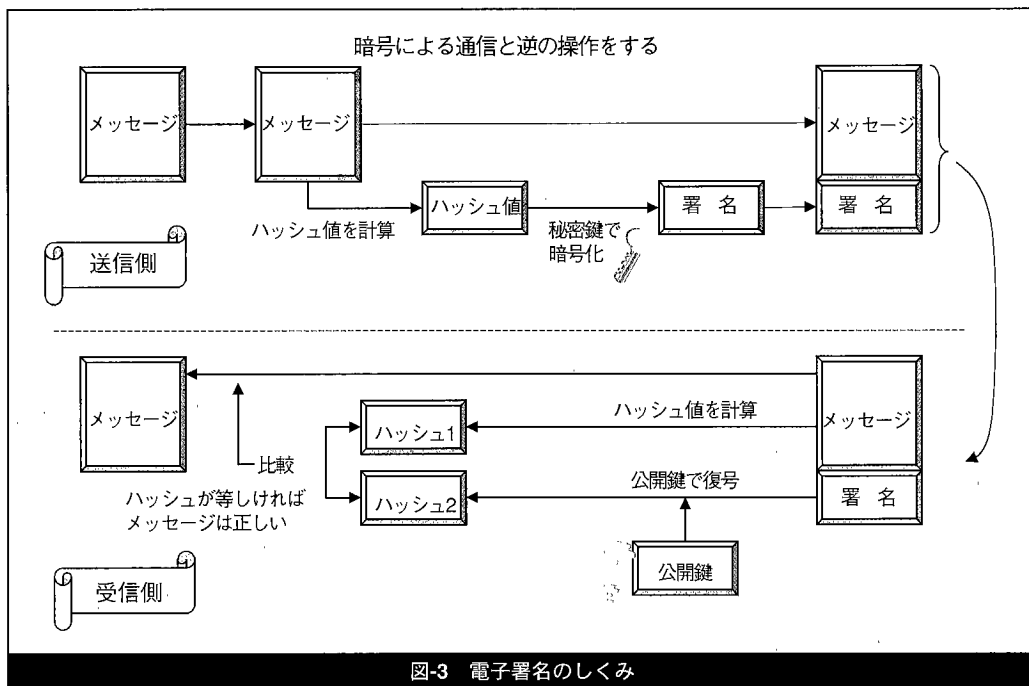 暗号による通信と逆の操作をする
メッセージ
メッセージ
メッセージ
ハッシュ値を計算
ハッシュ値
秘密鍵で
暗号化
署 名
署 名
送信側
メッセージ
ハッシュ値を計算
メッセージ
ハッシュ1
比較
ハッシュが等しければ
メッセージは正しい
ハッシュ2
公開鍵で復号
署 名
公開鍵
受信側
図-3 電子署名のしくみ